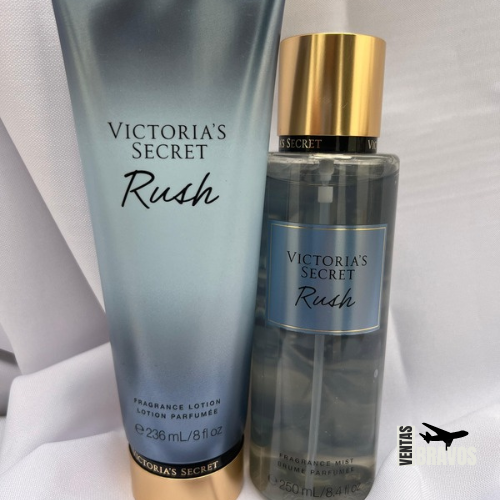 VICTORIA'S
SECRET
Rush
FRAGRANCE LOTION
LOTION PARFUMÉE
℮ 236 mL/8 fl oz
VICTORIA'S SECRET
VICTORIA'S
SECRET
Rush
FRAGRANCE MIST
BRUME PARFUMÉE
250 mL/8.4 fl oz
VENTAS
BRAVOS